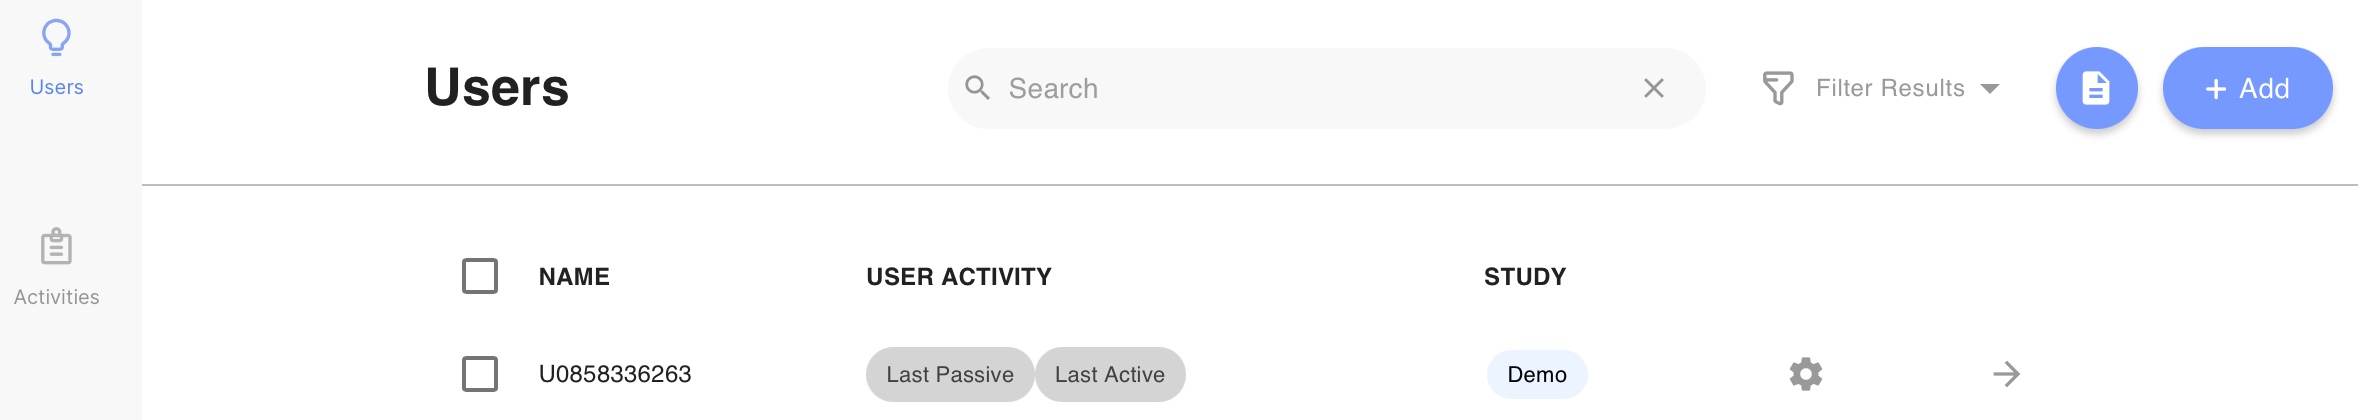 Users
Activities
Users
Search
Filter Results
+ Add
NAME USER ACTIVITY STUDY
U0858336263 Last Passive Last Active Demo